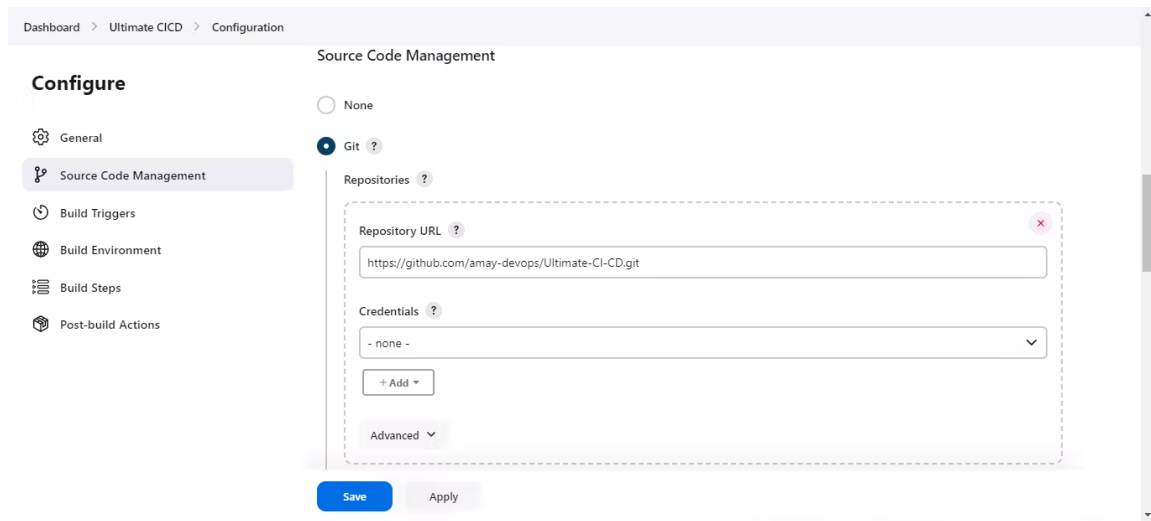 Dashboard > Ultimate CICD > Configuration
Configure
General
Source Code Management
Build Triggers
Build Environment
Build Steps
Post-build Actions
Source Code Management
None
Git ?
Repositories ?
Repository URL ?
https://github.com/amay-devops/Ultimate-CI-CD.git
Credentials ?
- none -
+ Add
Advanced
Save
Apply